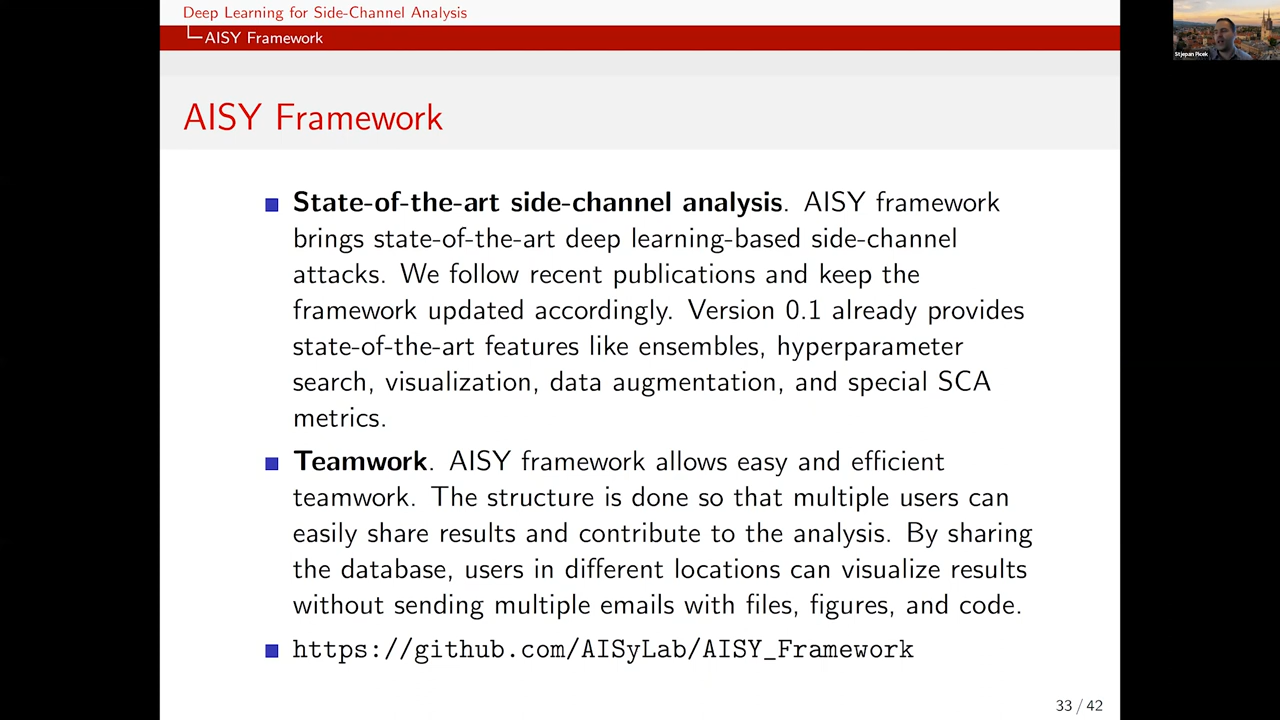 Deep Learning for Side-Channel Analysis
AISY Framework
Stjepan Picek
AISY Framework
State-of-the-art side-channel analysis. AISY framework
brings state-of-the-art deep learning-based side-channel
attacks. We follow recent publications and keep the
framework updated accordingly. Version 0.1 already provides
state-of-the-art features like ensembles, hyperparameter
search, visualization, data augmentation, and special SCA
metrics.
Teamwork. AISY framework allows easy and efficient
teamwork. The structure is done so that multiple users can
easily share results and contribute to the analysis. By sharing
the database, users in different locations can visualize results
without sending multiple emails with files, figures, and code.
https://github.com/AISyLab/AISY_Framework
33 / 42